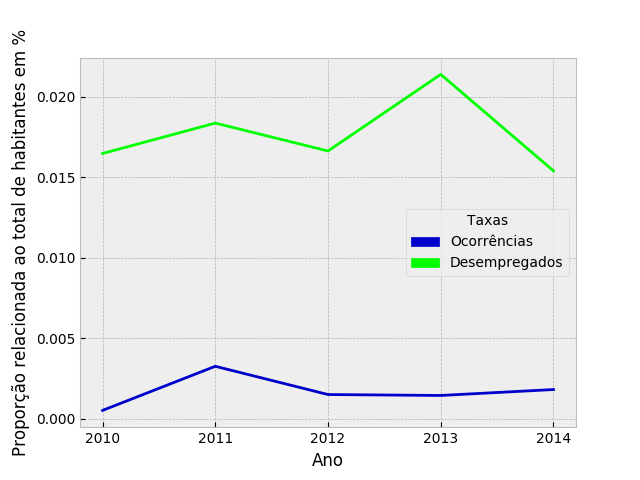 Proporção relacionada ao total de habitantes em %
0.020
0.015
0.010
0.005
0.000
Taxas
Ocorrências
Desempregados
2010 2011 2012 2013 2014
Ano